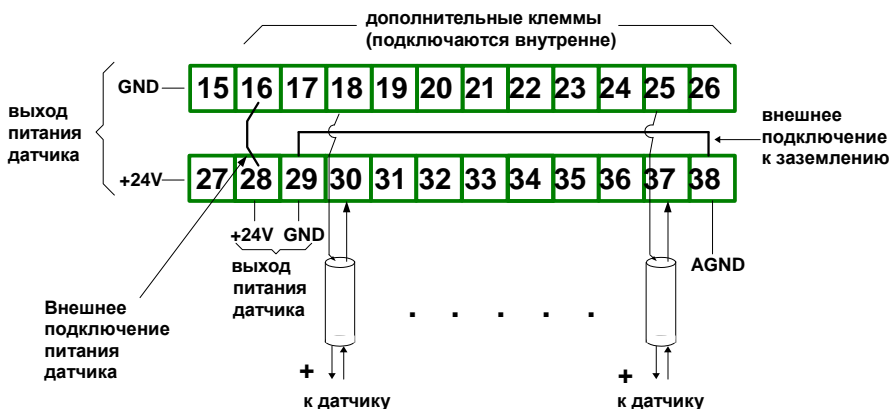 дополнительные клеммы
(подключаются внутренне)
GND 15 16 17 18 19 20 21 22 23 24 25 26
выход
питания
датчика
внешнее
подключение
к заземлению
+24V 27 28 29 30 31 32 33 34 35 36 37 38
+24V GND
AGND
выход
питания
датчика
Внешнее
подключение
питания
датчика
. . . . .
+ +
к датчику к датчику